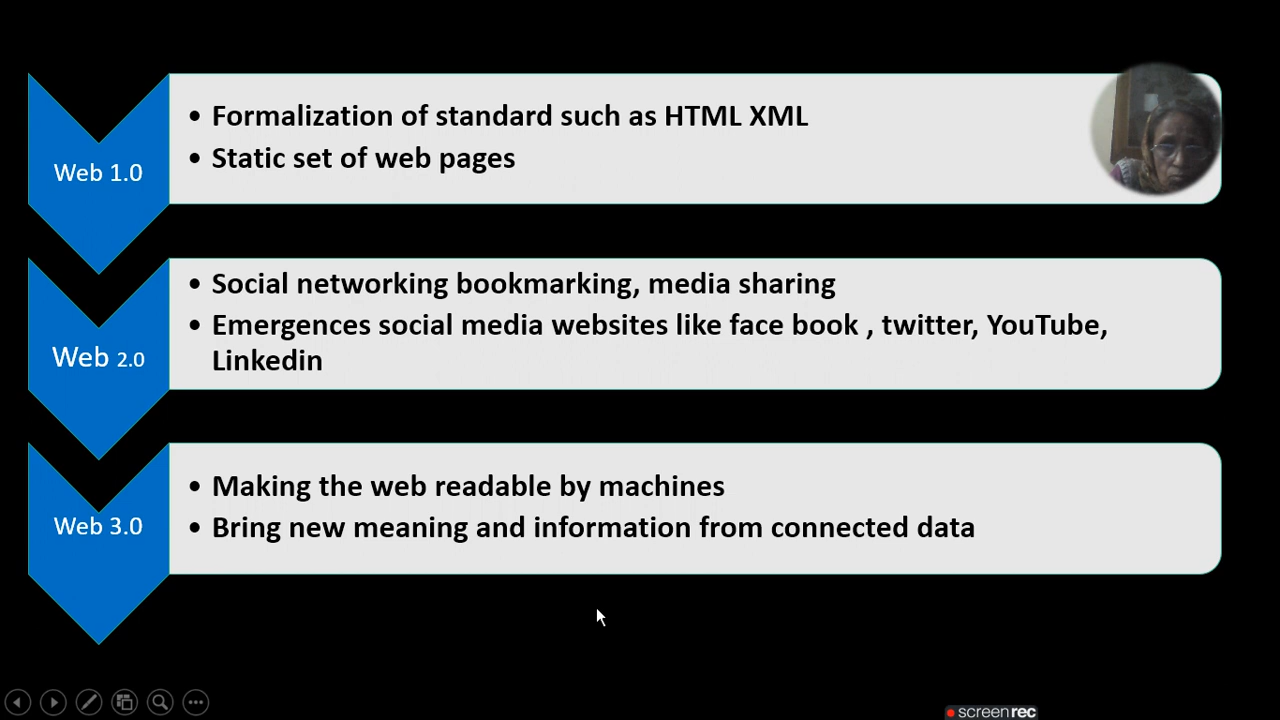 • Formalization of standard such as HTML XML
• Static set of web pages
Web 1.0
• Social networking bookmarking, media sharing
• Emergences social media websites like face book , twitter, YouTube,
Linkedin
Web 2.0
• Making the web readable by machines
• Bring new meaning and information from connected data
Web 3.0
screenrec